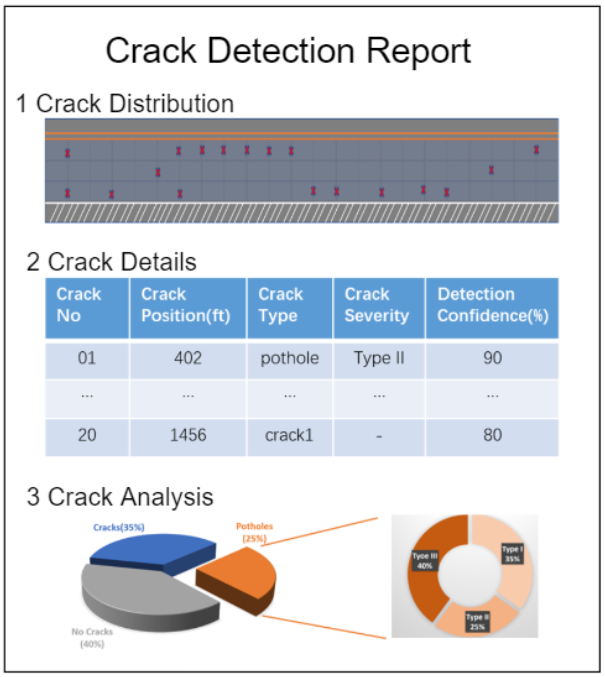 Crack Detection Report
1 Crack Distribution
2 Crack Details
Crack No Crack Position(ft) Crack Type Crack Severity Detection Confidence(%)
01 402 pothole Type II 90
... ... ... ... ...
20 1456 crack1 - 80
3 Crack Analysis
Cracks(35%)
Potholes
(25%)
No Cracks
(40%)
Tyoe III
40%
Type I
35%
Type II
25%